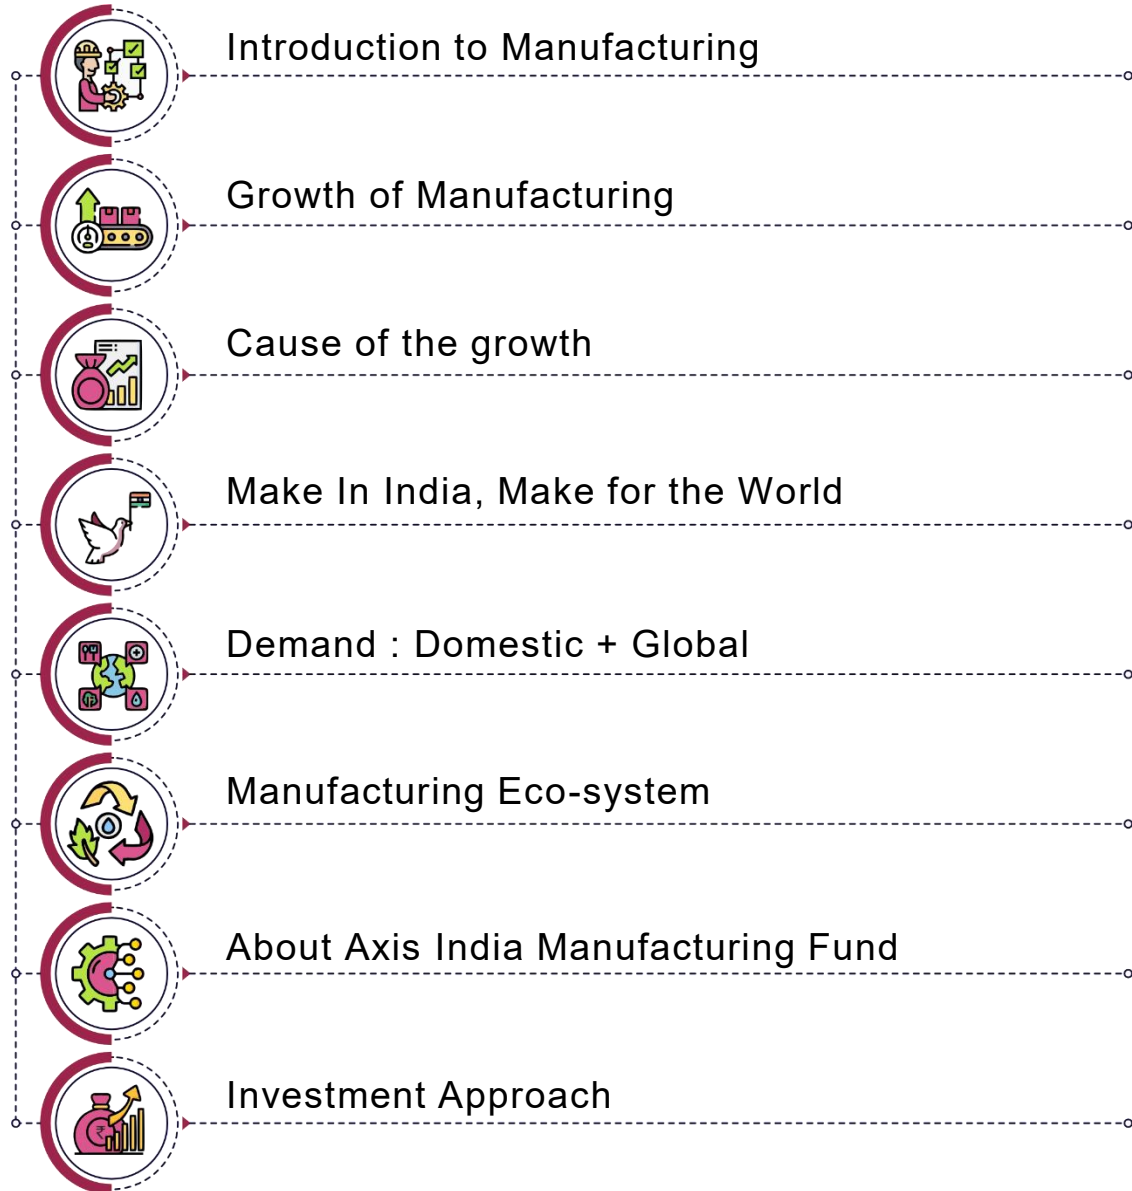 Introduction to Manufacturing
Growth of Manufacturing
Cause of the growth
Make In India, Make for the World
Demand : Domestic + Global
Manufacturing Eco-system
About Axis India Manufacturing Fund
Investment Approach
₹